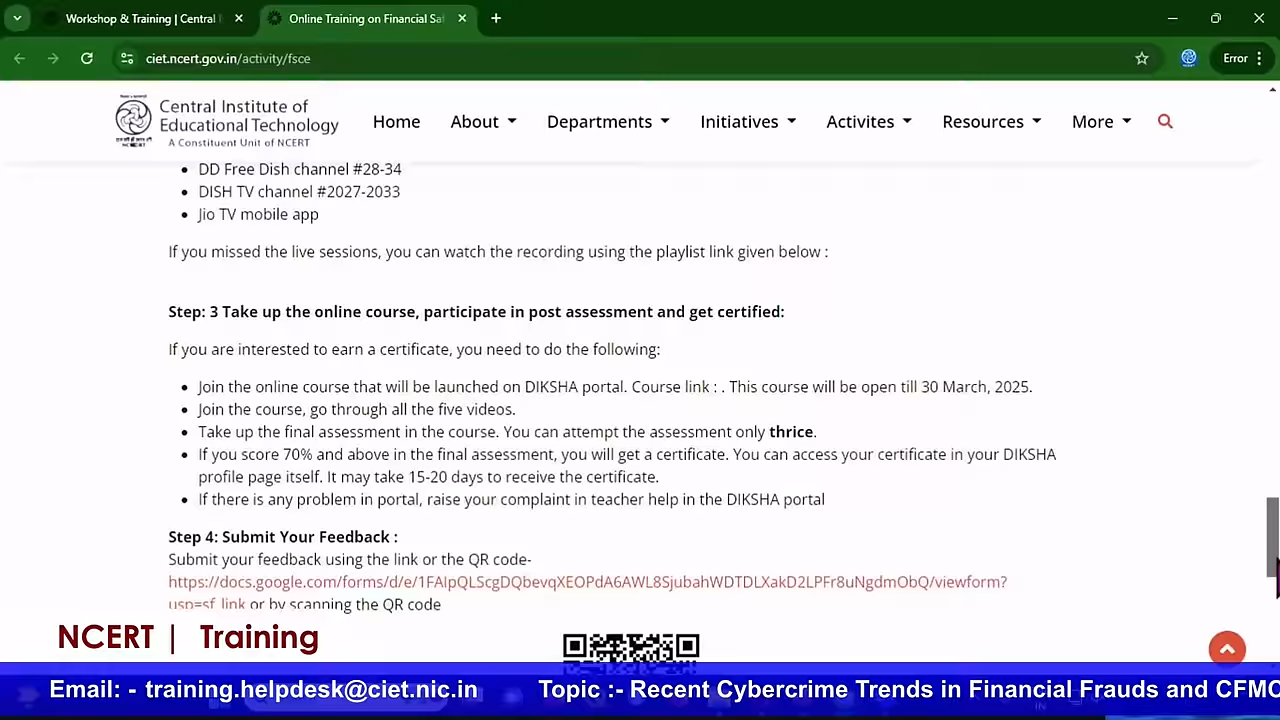 Workshop & Training | Central
Online Training on Financial Sa
ciet.ncert.gov.in/activity/fsce
Error
Central Institute of
Educational Technology
A Constituent Unit of NCERT
Home
About
Departments
Initiatives
Activites
Resources
More
DD Free Dish channel #28-34
DISH TV channel #2027-2033
Jio TV mobile app
If you missed the live sessions, you can watch the recording using the playlist link given below :
Step: 3 Take up the online course, participate in post assessment and get certified:
If you are interested to earn a certificate, you need to do the following:
Join the online course that will be launched on DIKSHA portal. Course link : . This course will be open till 30 March, 2025.
Join the course, go through all the five videos.
Take up the final assessment in the course. You can attempt the assessment only thrice.
If you score 70% and above in the final assessment, you will get a certificate. You can access your certificate in your DIKSHA
profile page itself. It may take 15-20 days to receive the certificate.
If there is any problem in portal, raise your complaint in teacher help in the DIKSHA portal
Step 4: Submit Your Feedback :
Submit your feedback using the link or the QR code-
https://docs.google.com/forms/d/e/1FAIpQLScgDQbevqXEOPdA6AWL8SjubahWDTDLXakD2LPFr8uNgdmObQ/viewform?
usp=sf_link or by scanning the QR code
NCERT | Training
Email: - training.helpdesk@ciet.nic.in
Topic :- Recent Cybercrime Trends in Financial Frauds and CFMC